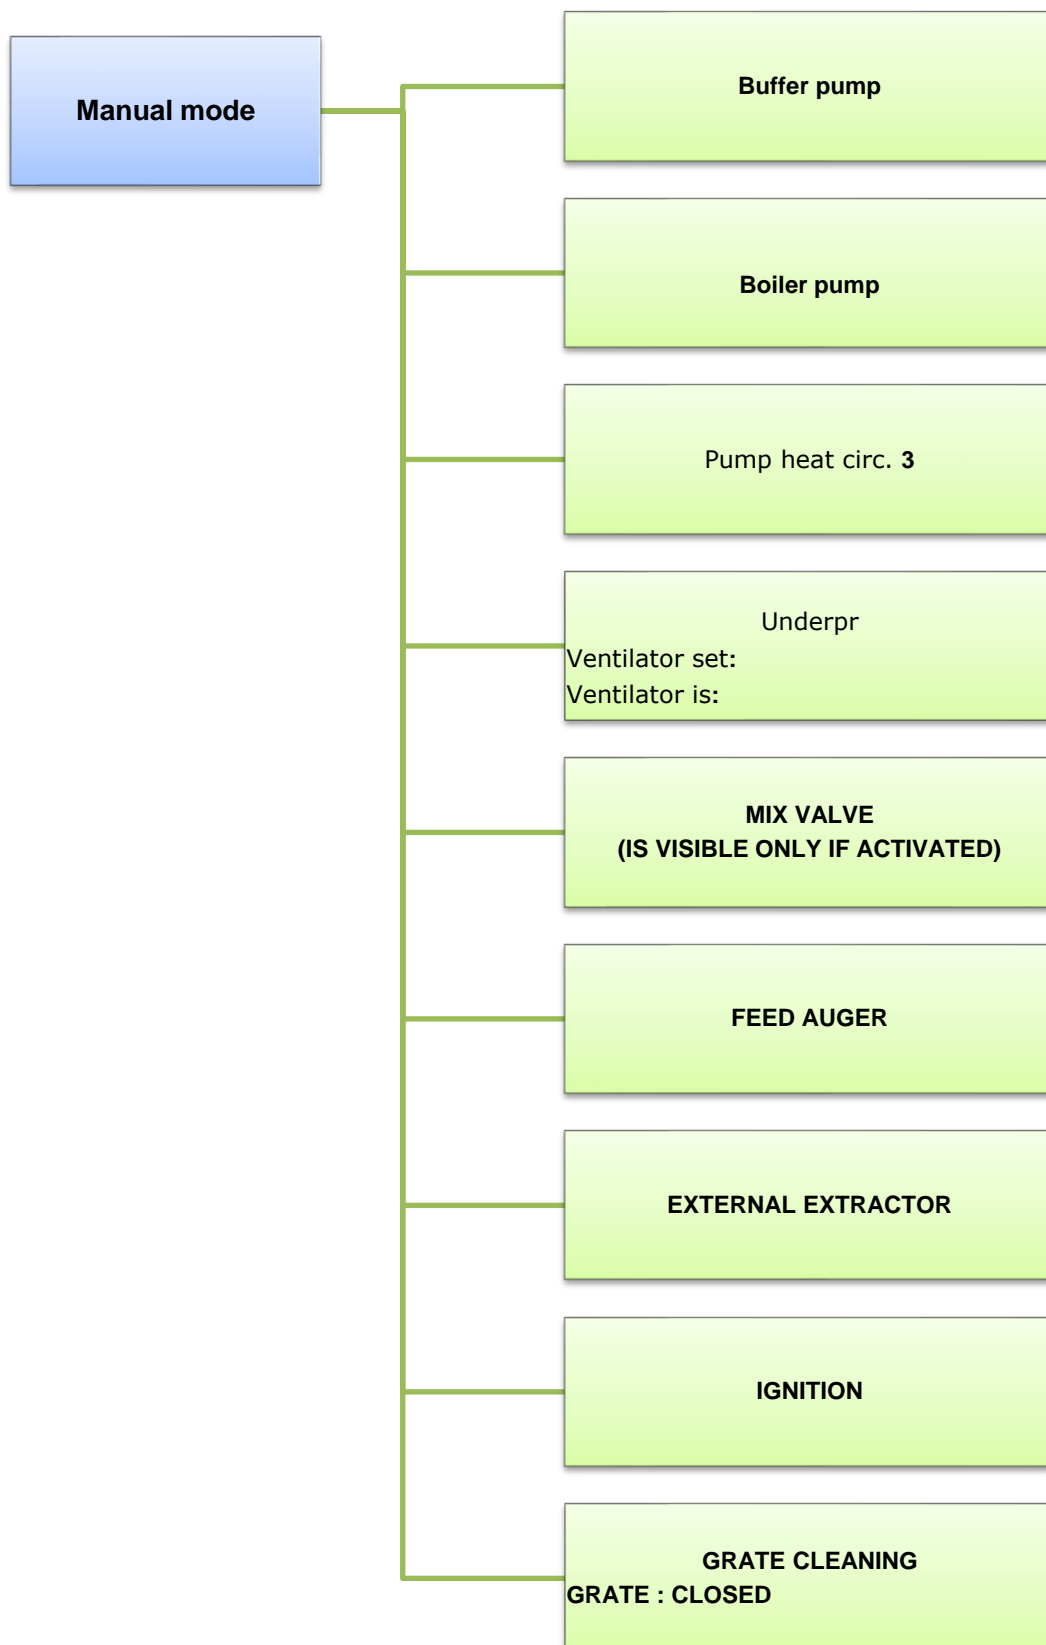 Manual mode
Buffer pump
Boiler pump
Pump heat circ. 3
Underpr
Ventilator set:
Ventilator is:
MIX VALVE
(IS VISIBLE ONLY IF ACTIVATED)
FEED AUGER
EXTERNAL EXTRACTOR
IGNITION
GRATE CLEANING
GRATE : CLOSED